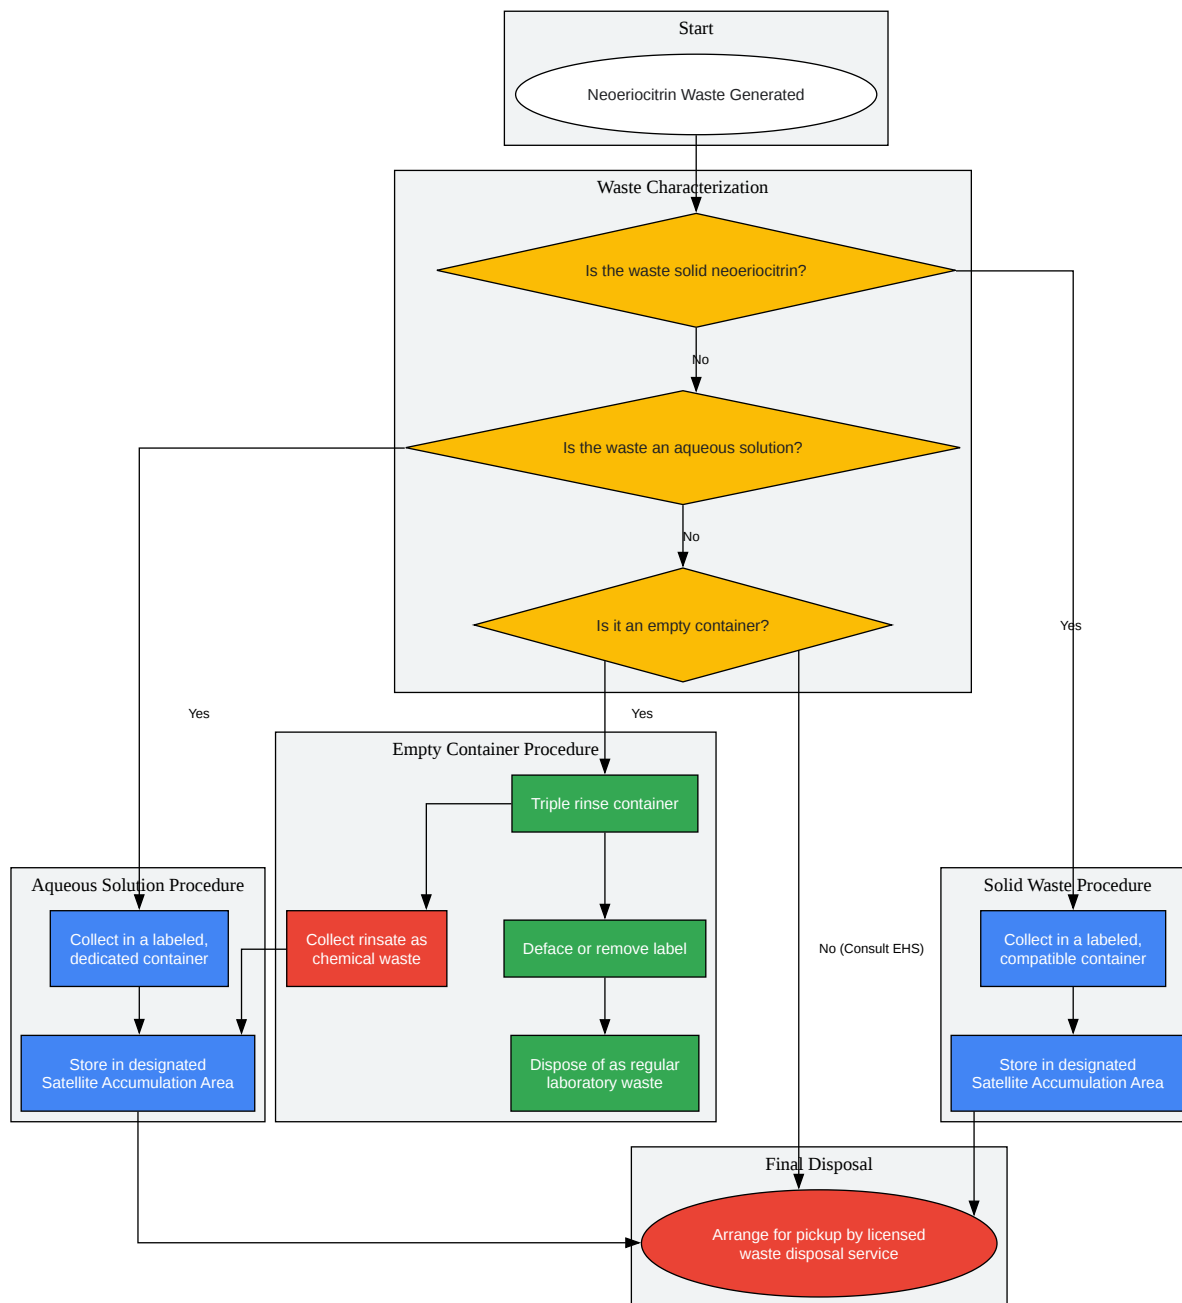 Start
Neoeriocitrin Waste Generated
Waste Characterization
Is the waste solid neoeriocitrin?
No
Is the waste an aqueous solution?
No
Is it an empty container?
Yes
Yes
Yes
Empty Container Procedure
Triple rinse container
Aqueous Solution Procedure
Collect in a labeled,
dedicated container
Collect rinsate as
chemical waste
Deface or remove label
No (Consult EHS)
Solid Waste Procedure
Collect in a labeled,
compatible container
Store in designated
Satellite Accumulation Area
Dispose of as regular
laboratory waste
Store in designated
Satellite Accumulation Area
Final Disposal
Arrange for pickup by licensed
waste disposal service